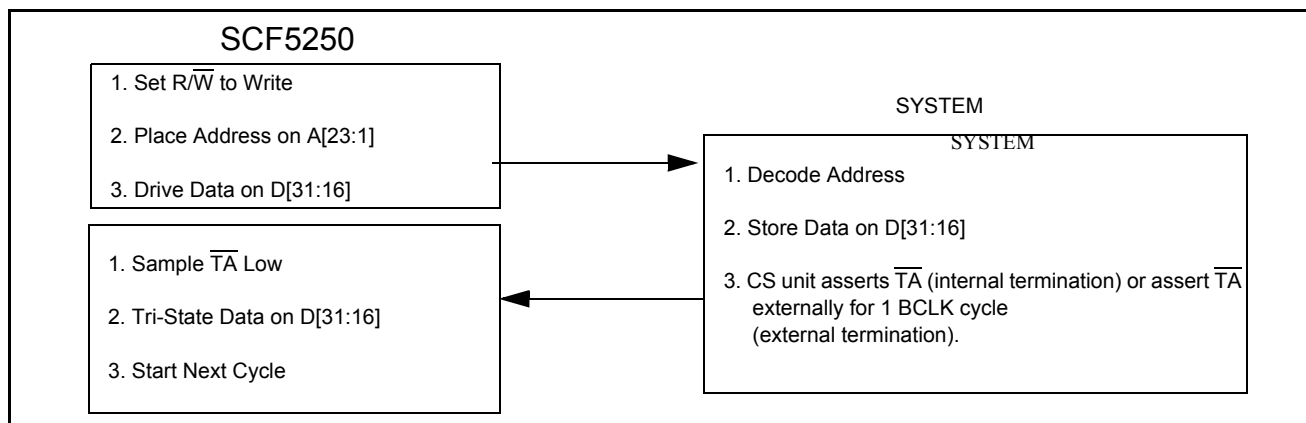 SCF5250
1. Set R/W̅ to Write
2. Place Address on A[23:1]
3. Drive Data on D[31:16]
1. Sample T̅A̅ Low
2. Tri-State Data on D[31:16]
3. Start Next Cycle
SYSTEM
SYSTEM
1. Decode Address
2. Store Data on D[31:16]
3. CS unit asserts T̅A̅ (internal termination) or assert T̅A̅
externally for 1 BCLK cycle
(external termination).